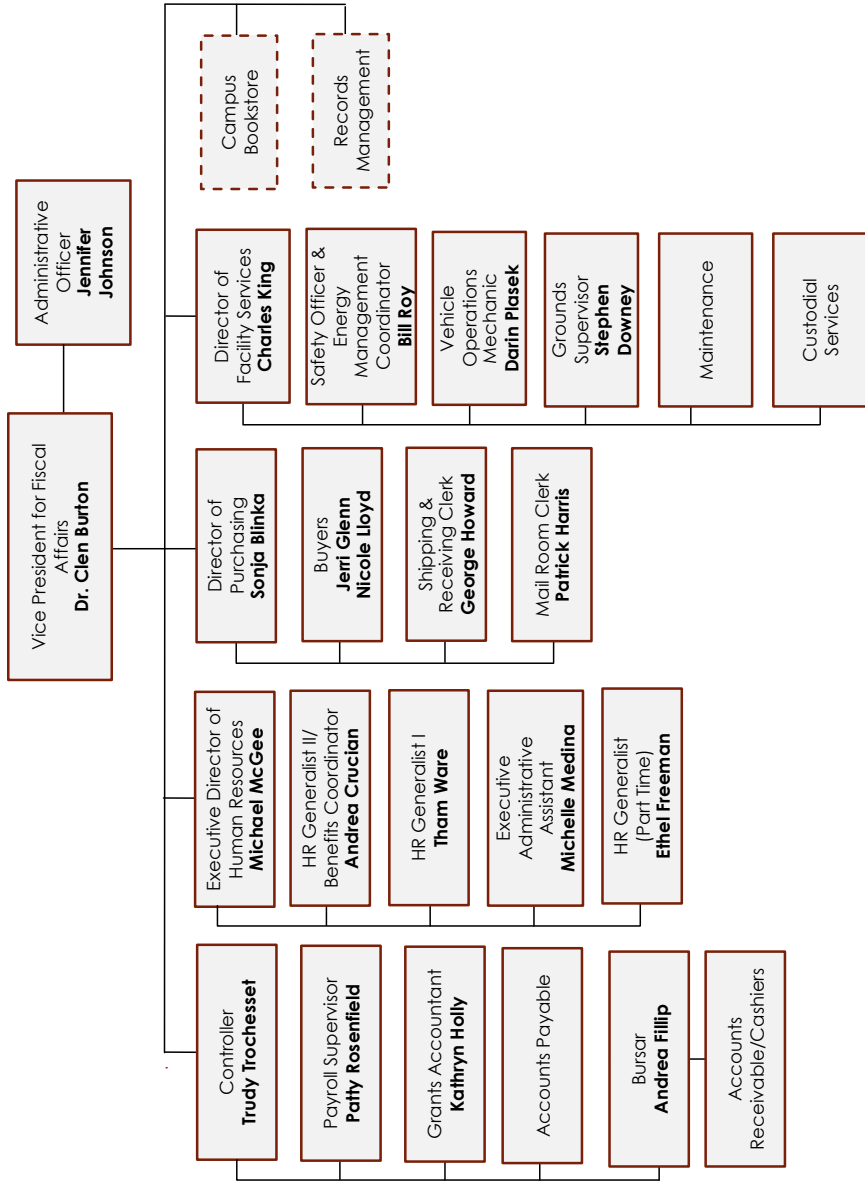 Vice President for Fiscal
Affairs
Dr. Clen Burton
Administrative
Officer
Jennifer
Johnson
Controller
Trudy Trochesset
Payroll Supervisor
Patty Rosenfield
Grants Accountant
Kathryn Holly
Accounts Payable
Bursar
Andrea Fillip
Accounts
Receivable/Cashiers
Executive Director of
Human Resources
Michael McGee
HR Generalist II/
Benefits Coordinator
Andrea Crucian
HR Generalist I
Tham Ware
Executive
Administrative
Assistant
Michelle Medina
HR Generalist
(Part Time)
Ethel Freeman
Director of
Purchasing
Sonja Blinka
Buyers
Jerri Glenn
Nicole Lloyd
Shipping &
Receiving Clerk
George Howard
Mail Room Clerk
Patrick Harris
Director of
Facility Services
Charles King
Safety Officer &
Energy
Management
Coordinator
Bill Roy
Vehicle
Operations
Mechanic
Darin Plasek
Grounds
Supervisor
Stephen
Downey
Maintenance
Custodial
Services
Campus
Bookstore
Records
Management